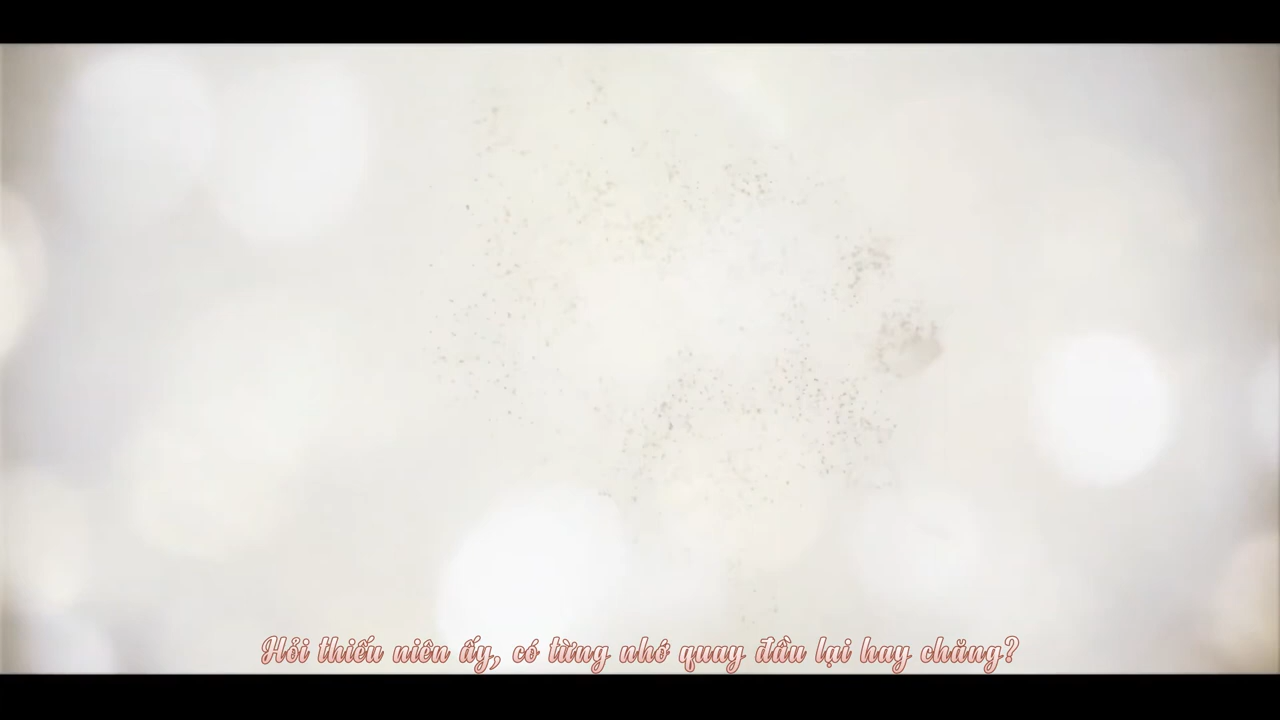 Hỏi thiếu niên ấy, có từng nhớ quay đầu lại hay chăng?